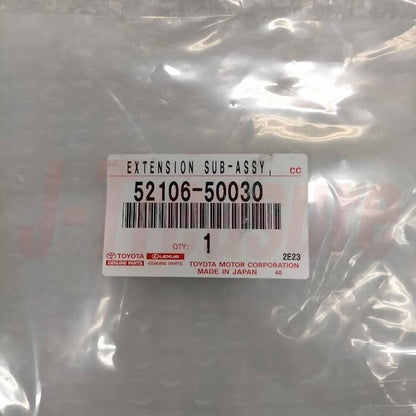 EXTENSION SUB-ASSY, CC
52106-50030
QTY: 1
2E23
TOYOTA LEXUS
GENUINE PARTS GENUINE PARTS
TOYOTA MOTOR CORPORATION
MADE IN JAPAN 40